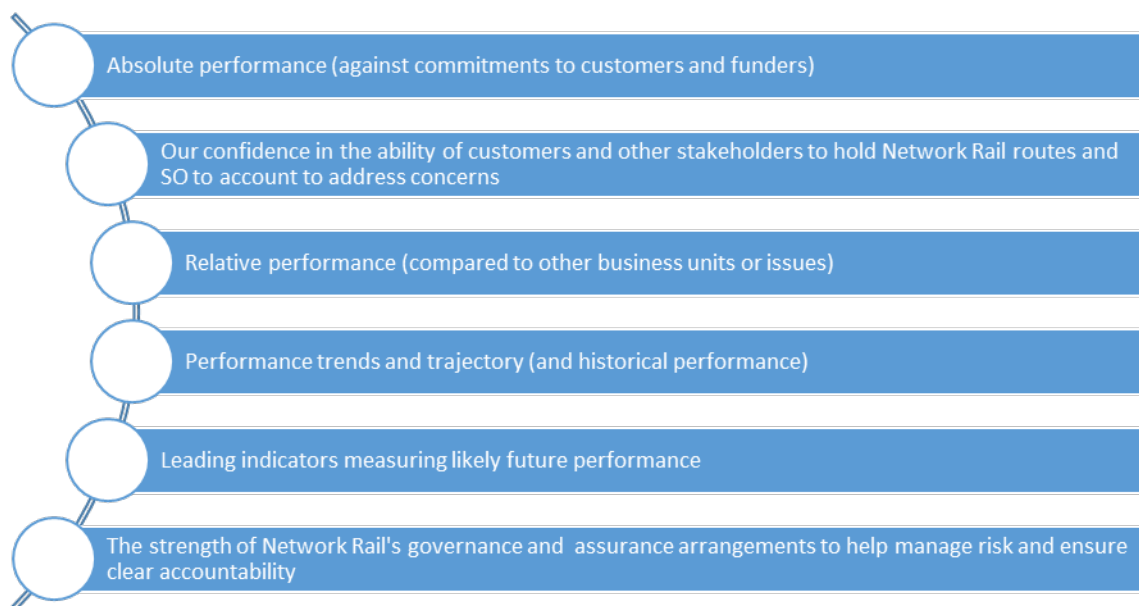 Absolute performance (against commitments to customers and funders)
Our confidence in the ability of customers and other stakeholders to hold Network Rail routes and
SO to account to address concerns
Relative performance (compared to other business units or issues)
Performance trends and trajectory (and historical performance)
Leading indicators measuring likely future performance
The strength of Network Rail's governance and  assurance arrangements to help manage risk and ensure
clear accountability